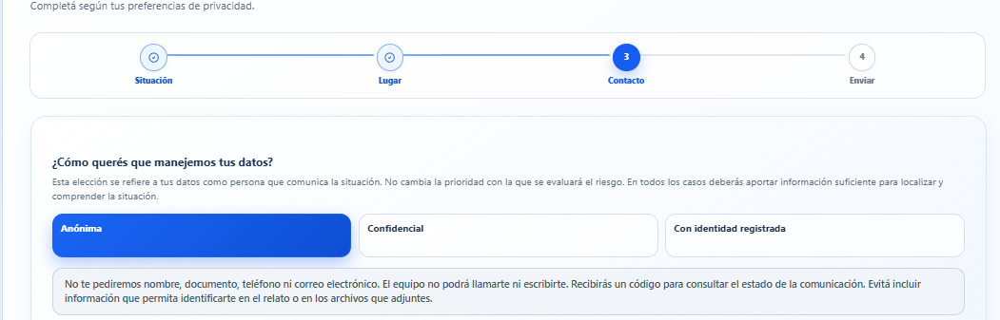 Completá según tus preferencias de privacidad.
3
4
Situación
Lugar
Contacto
Enviar
¿Cómo querés que manejemos tus datos?
Esta elección se refiere a tus datos como persona que comunica la situación. No cambia la prioridad con la que se evaluará el riesgo. En todos los casos deberás aportar información suficiente para localizar y
comprender la situación.
Anónima
Confidencial
Con identidad registrada
No te pediremos nombre, documento, teléfono ni correo electrónico. El equipo no podrá llamarte ni escribirte. Recibirás un código para consultar el estado de la comunicación. Evitá incluir
información que permita identificarte en el relato o en los archivos que adjuntes.